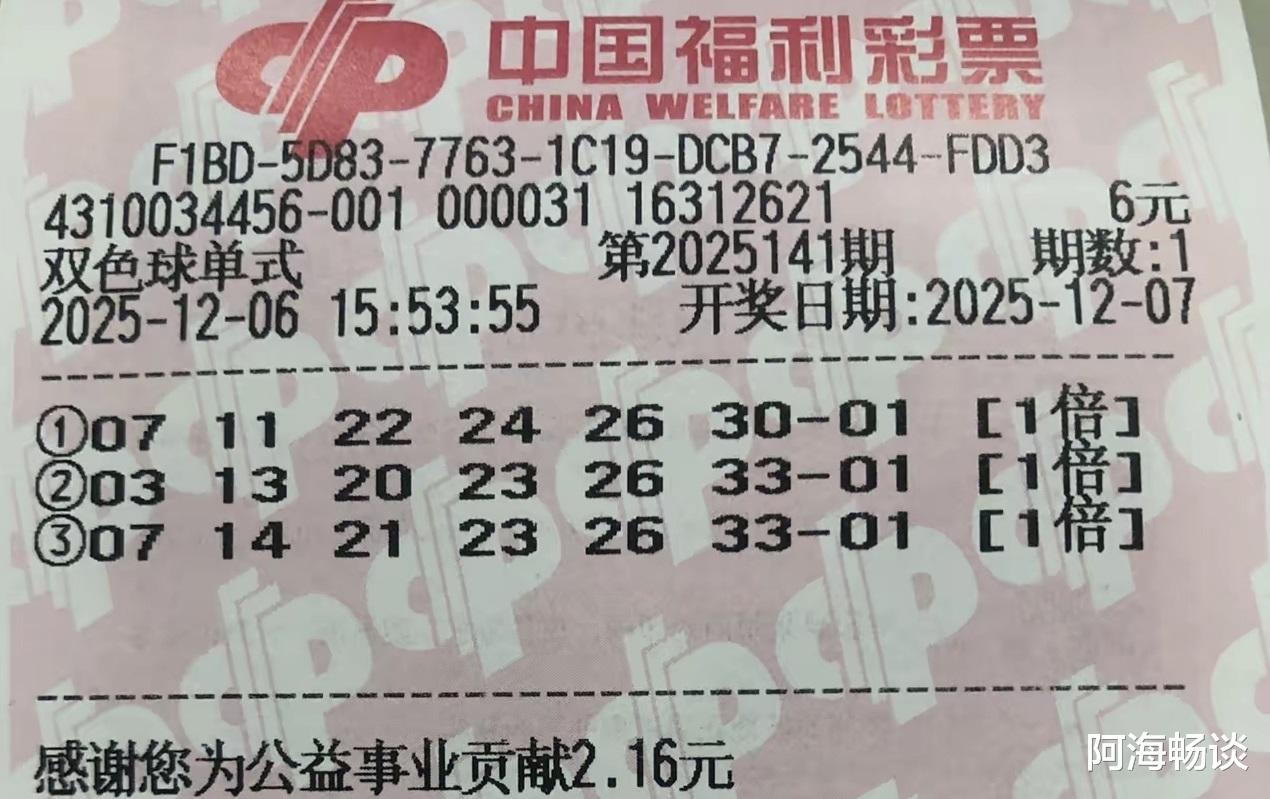 中国福利彩票
CHINA WELFARE LOTTERY
F1BD-5D83-7763-1C19-DCB7-2544-FDD3
4310034456-001 000031 16312621 6元
双色球单式 第2025141期 期数:1
2025-12-06 15:53:55 开奖日期:2025-12-07
①07 11 22 24 26 30-01 [1倍]
②03 13 20 23 26 33-01 [1倍]
③07 14 21 23 26 33-01 [1倍]
感谢您为公益事业贡献2.16元
阿海畅谈